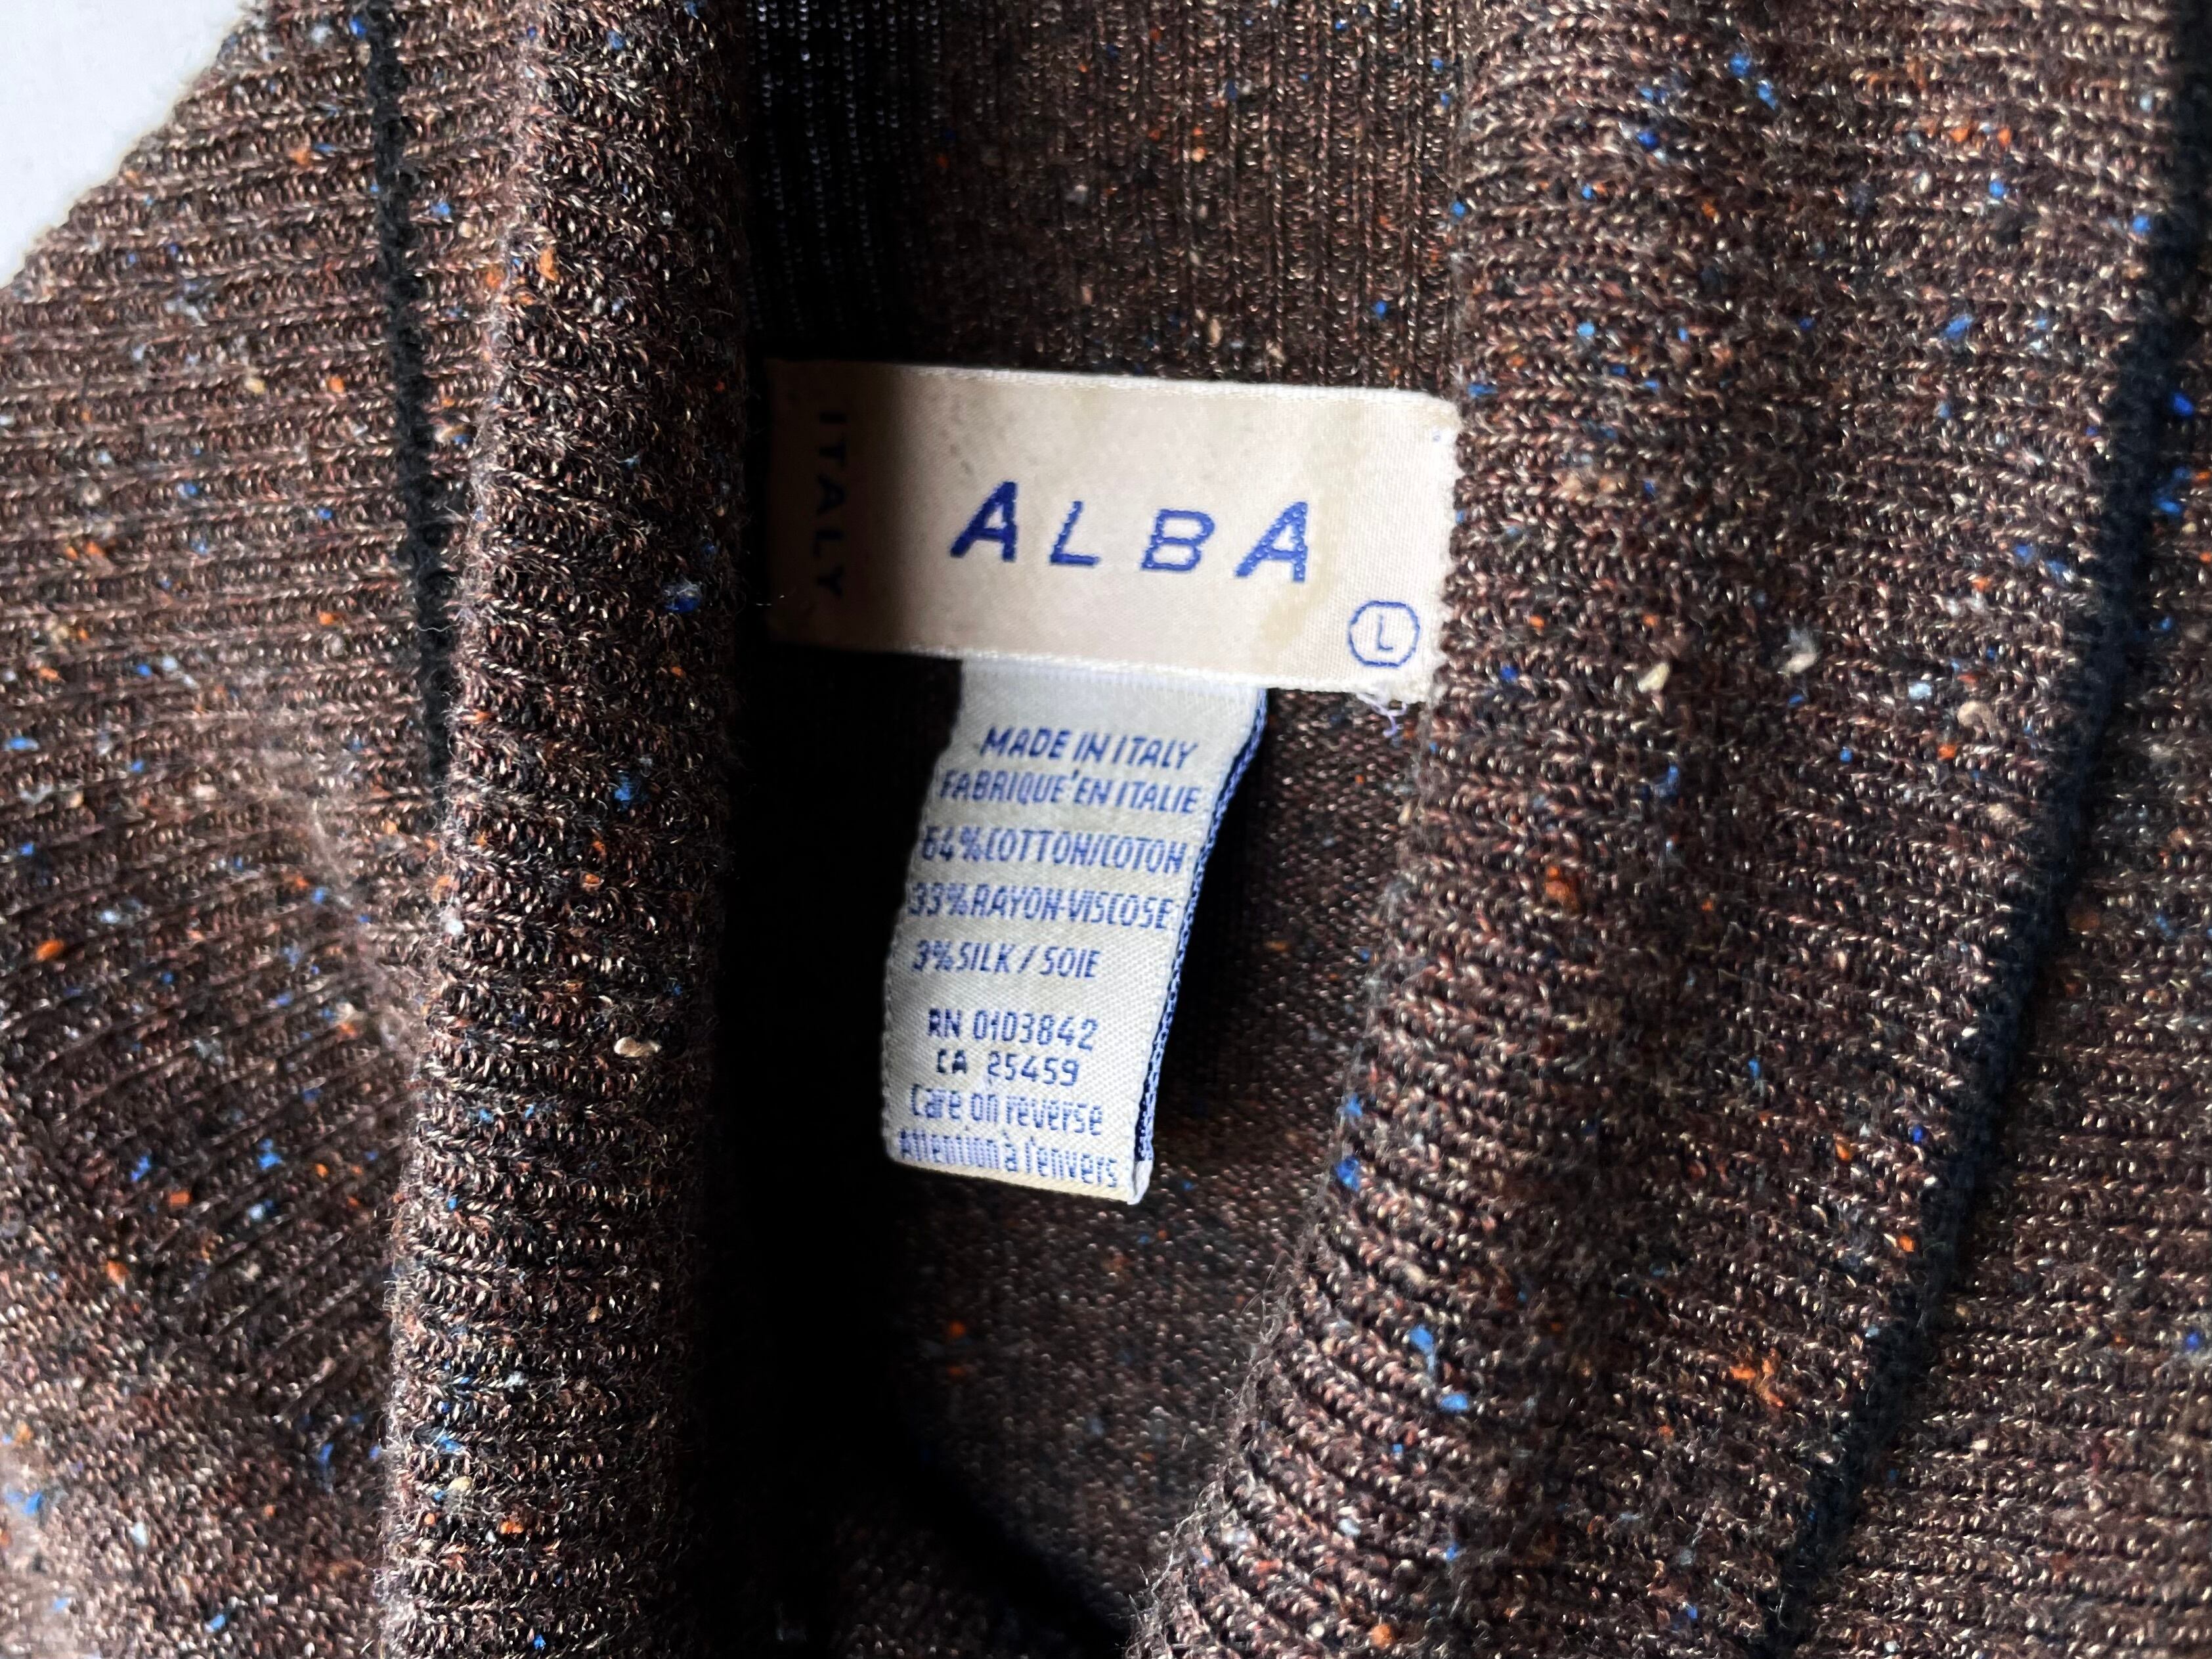 ITALY
ALBA
L
MADE IN ITALY
FABRIQUE' EN ITALIE
64%COTTON/COTON
33%RAYON-VISCOSE
3%SILK / SOIE
RN 0103842
CA 25459
Care on reverse
Attention à l'envers